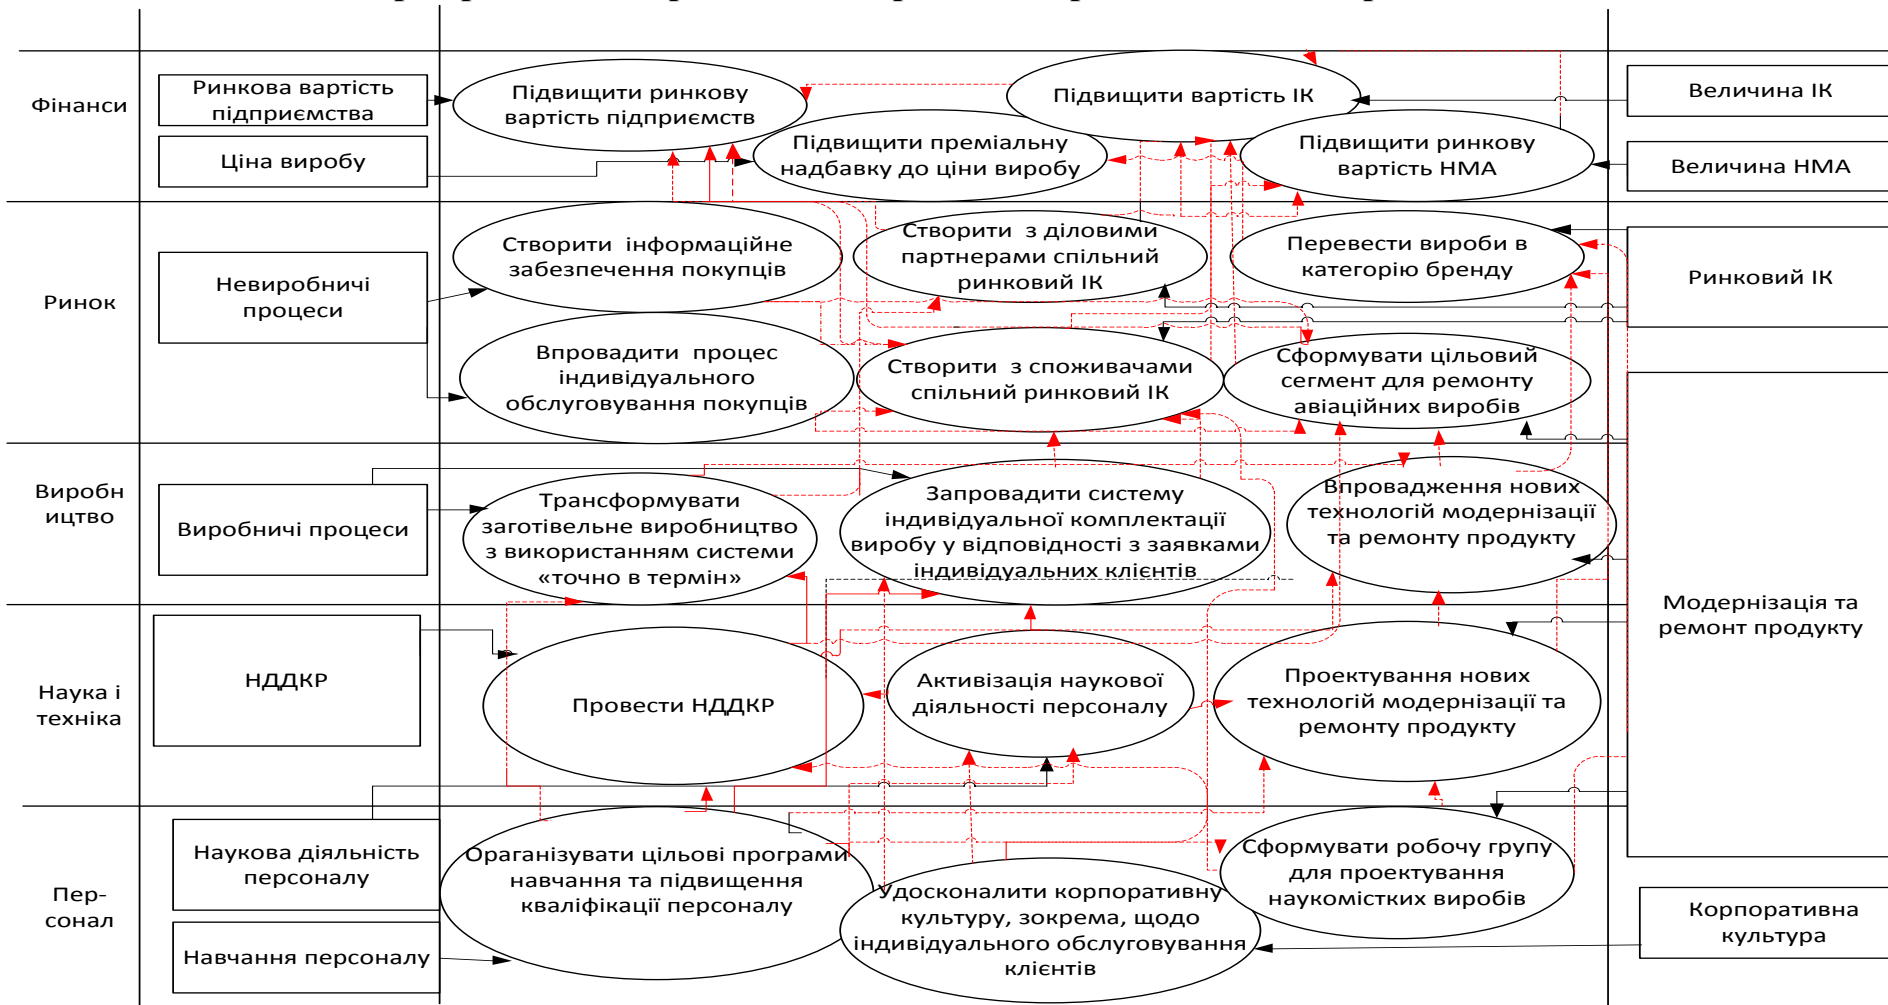 Фінанси
Ринкова вартість
підприємства
Ціна виробу
Підвищити ринкову
вартість підприємств
Підвищити преміальну
надбавку до ціни виробу
Підвищити вартість ІК
Підвищити ринкову
вартість НМА
Величина ІК
Величина НМА
Ринок
Невиробничі
процеси
Створити  інформаційне
забезпечення покупців
Створити  з діловими
партнерами спільний
ринковий ІК
Перевести вироби в
категорію бренду
Ринковий ІК
Впровадити  процес
індивідуального
обслуговування покупців
Створити  з споживачами
спільний ринковий ІК
Сформувати цільовий
сегмент для ремонту
авіаційних виробів
Виробн
ицтво
Виробничі процеси
Трансформувати
заготівельне виробництво
з використанням системи
«точно в термін»
Запровадити систему
індивідуальної комплектації
виробу у відповідності з заявками
індивідуальних клієнтів
Впровадження нових
технологій модернізації
та ремонту продукту
Модернізація та
ремонт продукту
Наука і
техніка
НДДКР
Провести НДДКР
Активізація наукової
діяльності персоналу
Проектування нових
технологій модернізації та
ремонту продукту
Пер-
сонал
Наукова діяльність
персоналу
Навчання персоналу
Ораганізувати цільові програми
навчання та підвищення
кваліфікації персоналу
Удосконалити корпоративну
культуру, зокрема, щодо
індивідуального обслуговування
клієнтів
Сформувати робочу групу
для проектування
наукомістких виробів
Корпоративна
культура